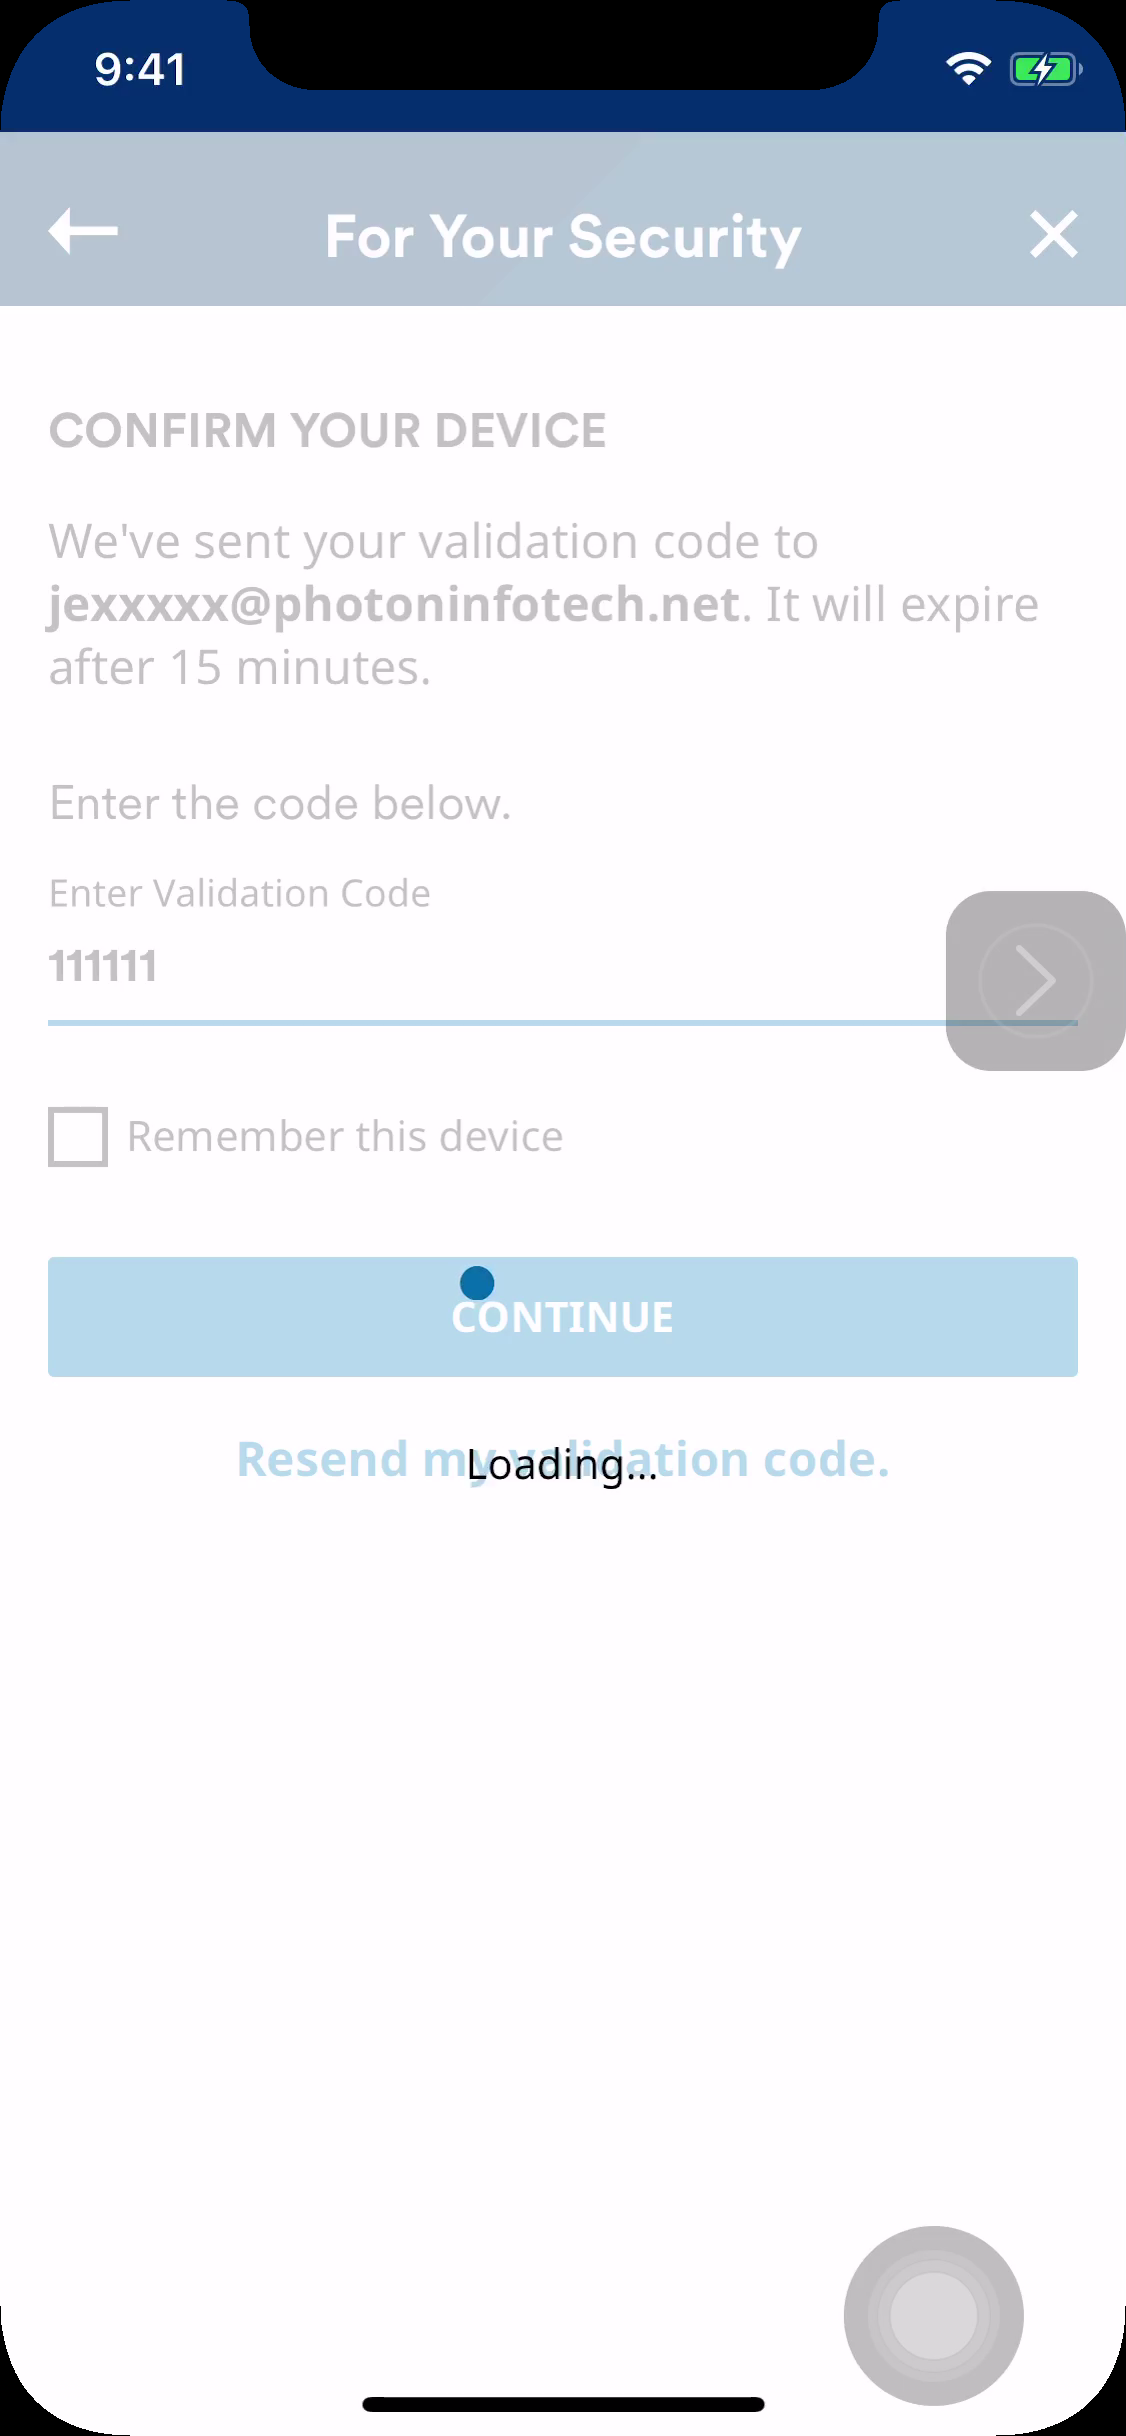 9:41
For Your Security
CONFIRM YOUR DEVICE
We've sent your validation code to
jexxxxx@photoninfotech.net. It will expire
after 15 minutes.
Enter the code below.
Enter Validation Code
111111
Remember this device
CONTINUE
Resend my validation code.
Loading...